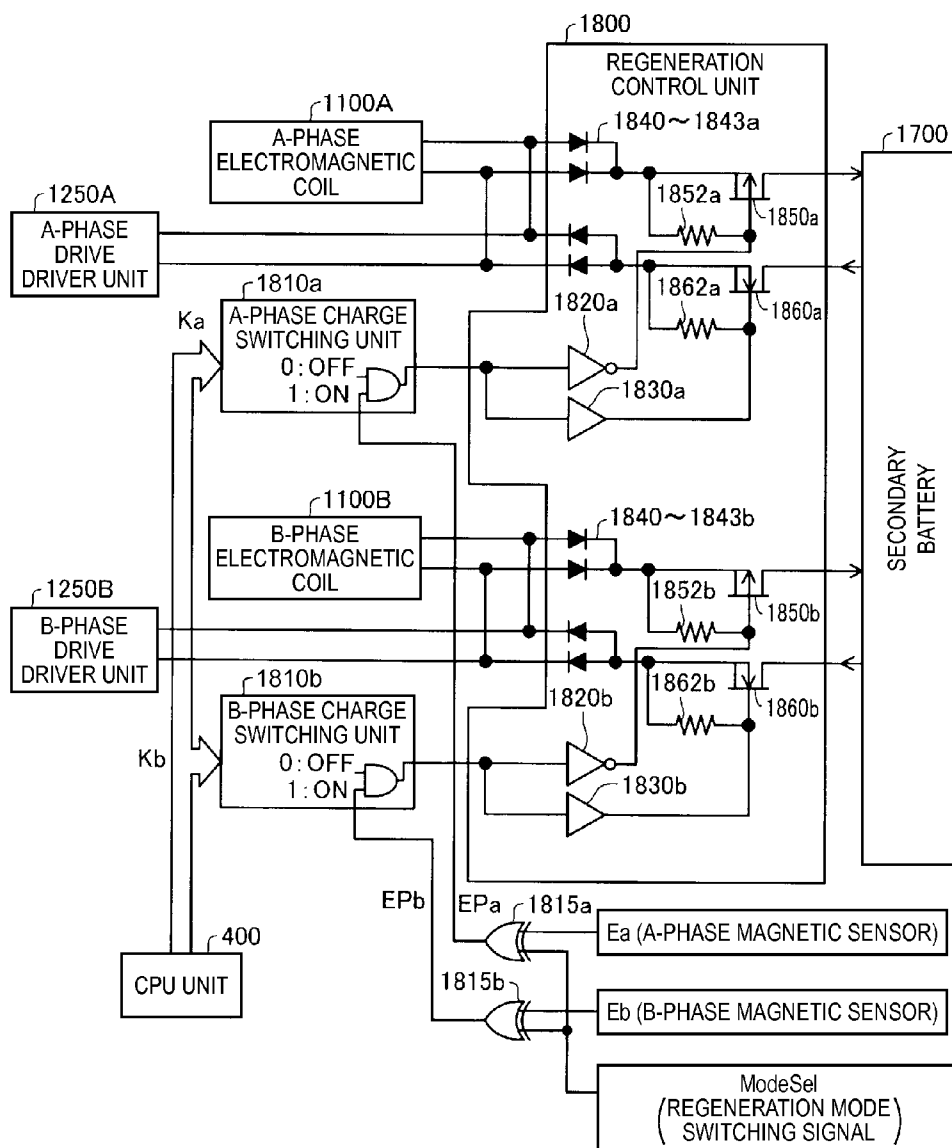 1800
REGENERATION
CONTROL UNIT
1100A
A-PHASE
ELECTROMAGNETIC
COIL
1840～1843a
1700
1250A
A-PHASE
DRIVE
DRIVER UNIT
1852a
1850a
1810a
1820a
1862a
1860a
Ka
A-PHASE CHARGE
SWITCHING UNIT
0:OFF
1:ON
1830a
SECONDARY
BATTERY
1100B
B-PHASE
ELECTROMAGNETIC
COIL
1840～1843b
1250B
B-PHASE
DRIVE
DRIVER UNIT
1852b
1850b
1810b
1820b
1862b
1860b
Kb
B-PHASE CHARGE
SWITCHING UNIT
0:OFF
1:ON
1830b
EPb
EPa
1815a
Ea (A-PHASE MAGNETIC SENSOR)
400
CPU UNIT
1815b
Eb (B-PHASE MAGNETIC SENSOR)
ModeSel
(REGENERATION MODE
SWITCHING SIGNAL)